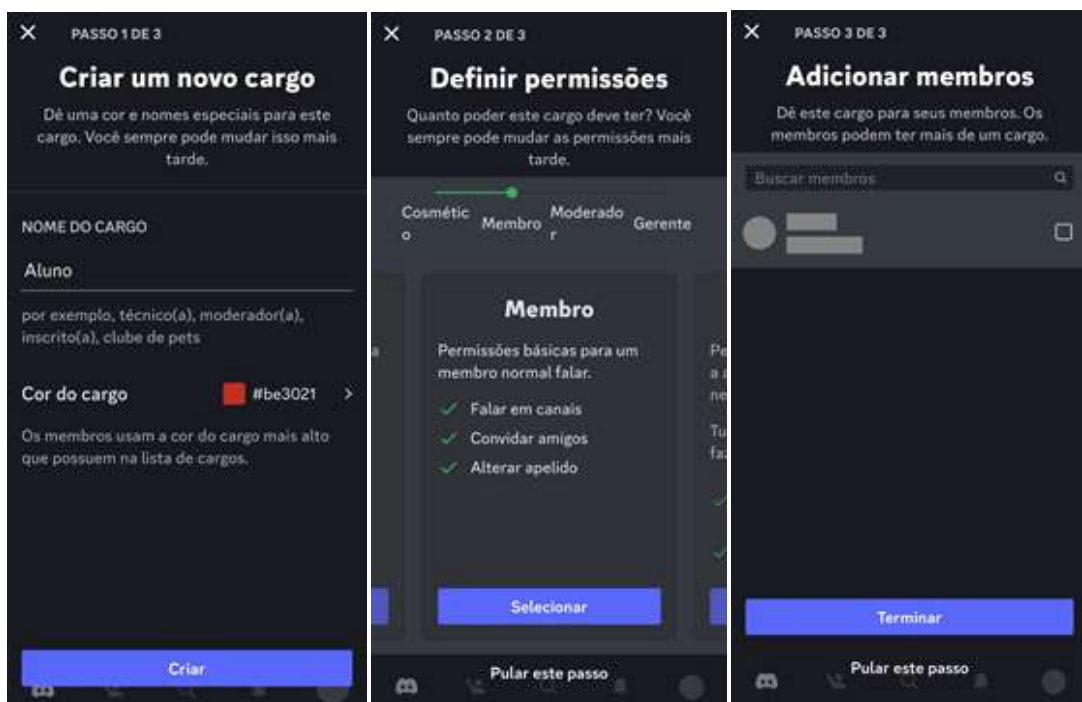 PASSO 1 DE 3
Criar um novo cargo
Dê uma cor e nomes especiais para este
cargo. Você sempre pode mudar isso mais
tarde.
NOME DO CARGO
Aluno
por exemplo, técnico(a), moderador(a),
inscrito(a), clube de pets
Cor do cargo
#be3021
Os membros usam a cor do cargo mais alto
que possuem na lista de cargos.
Criar
PASSO 2 DE 3
Definir permissões
Quanto poder este cargo deve ter? Você
sempre pode mudar as permissões mais
tarde.
Cosmético
Membro
Moderador
Gerente
a
Membro
Permissões básicas para um
membro normal falar.
Falar em canais
Convidar amigos
Alterar apelido
Selecionar
Pe
a a
ne
Tu
Pular este passo
PASSO 3 DE 3
Adicionar membros
Dê este cargo para seus membros. Os
membros podem ter mais de um cargo.
Buscar membros
Terminar
Pular este passo